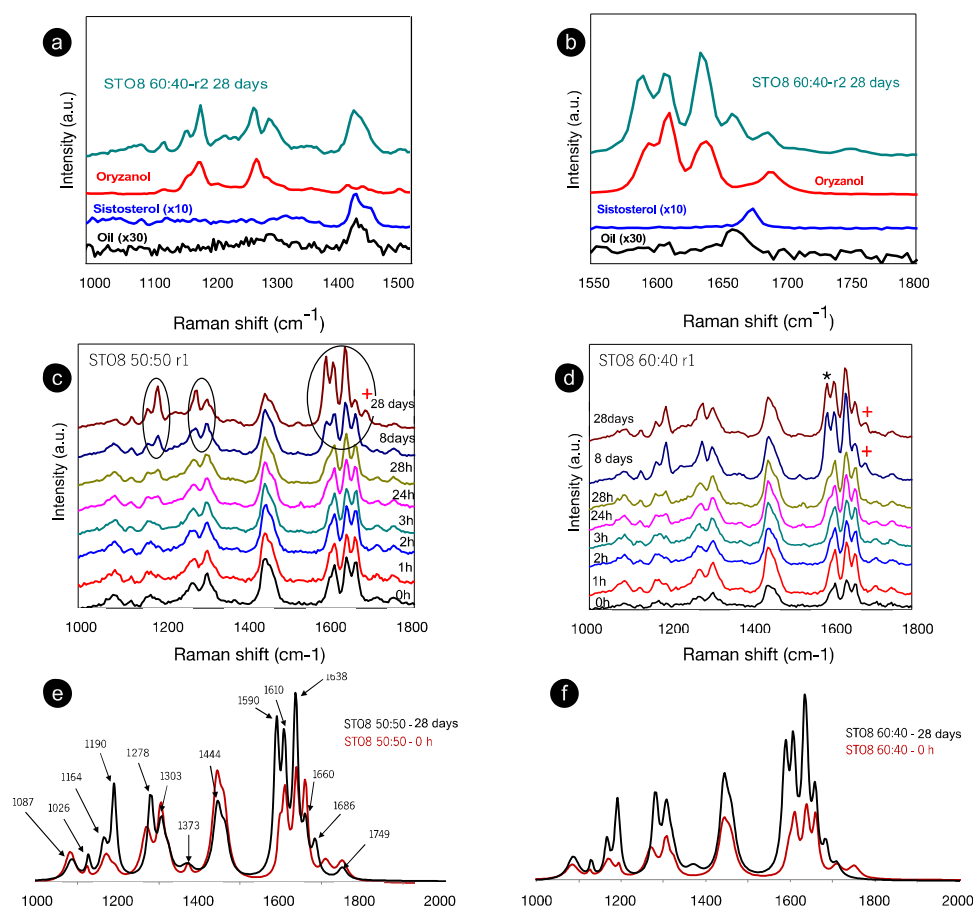 a
STO8 60:40-r2 28 days
Oryzanol
Sistosterol (x10)
Oil (x30)
Intensity (a.u.)
1000 1100 1200 1300 1400 1500
Raman shift (cm-1)
b
STO8 60:40-r2 28 days
Oryzanol
Sistosterol (x10)
Oil (x30)
Intensity (a.u.)
1550 1600 1650 1700 1750 1800
Raman shift (cm-1)
c
STO8 50:50 r1
+
28 days
8days
28h
24h
3h
2h
1h
0h
Intensity (a.u.)
1000 1200 1400 1600 1800
Raman shift (cm-1)
d
STO8 60:40 r1
*
+
28days
+
8 days
28h
24h
3h
2h
1h
0h
Intensity (a.u.)
1000 1200 1400 1600 1800
Raman shift (cm-1)
e
1638
1610
1590
STO8 50:50 - 28 days
STO8 50:50 - 0 h
1190
1278
1444
1164
1303
1660
1087
1026
1373
1686
1749
1000 1200 1400 1600 1800 2000
f
STO8 60:40 - 28 days
STO8 60:40 - 0 h
1000 1200 1400 1600 1800 2000